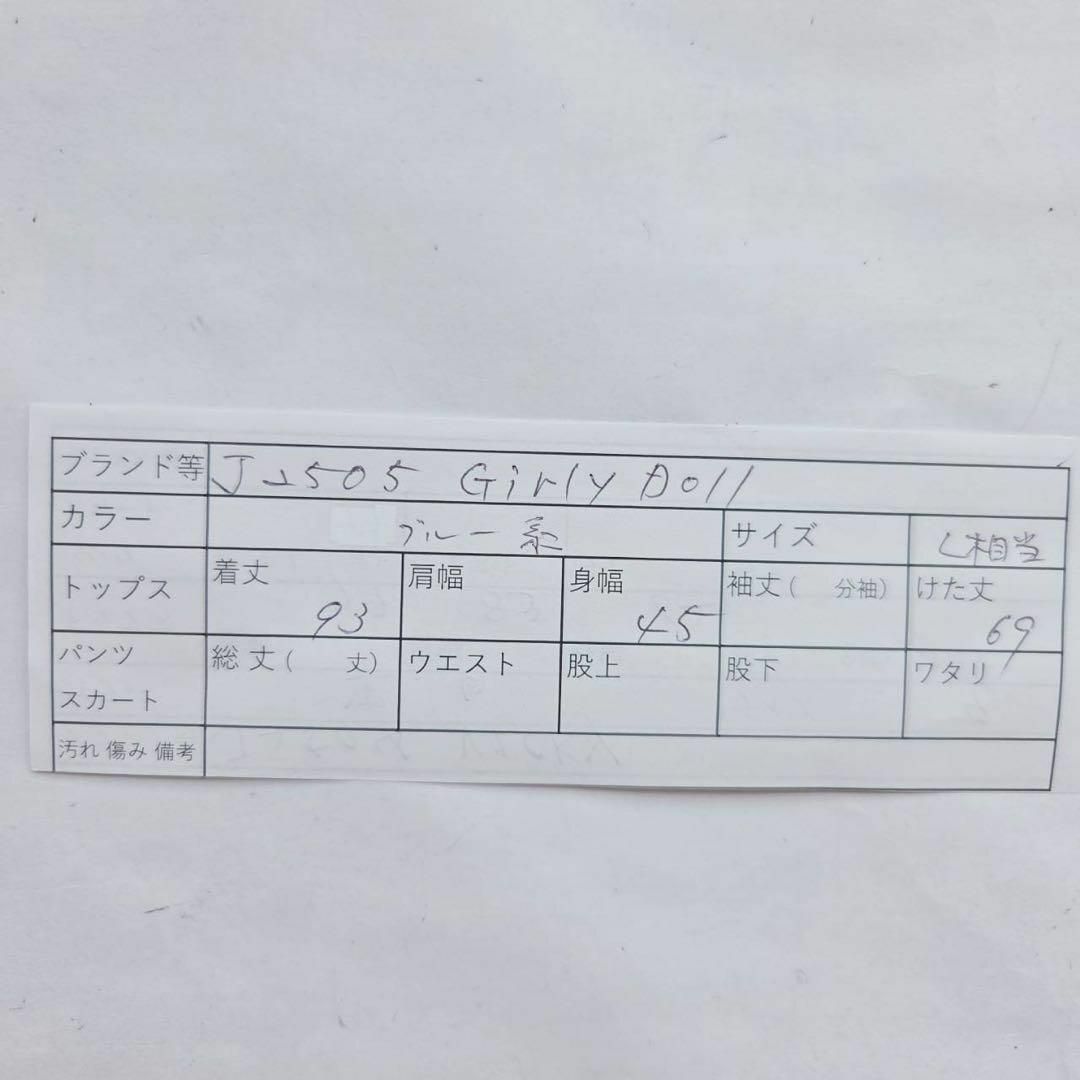 ブランド等 J-1505 Girly Doll
カラー ブルー系 サイズ L相当
トップス 着丈 93 肩幅 身幅 45 袖丈( 分袖) けた丈 69
パンツ スカート 総丈( 丈) ウエスト 股上 股下 ワタリ
汚れ 傷み 備考